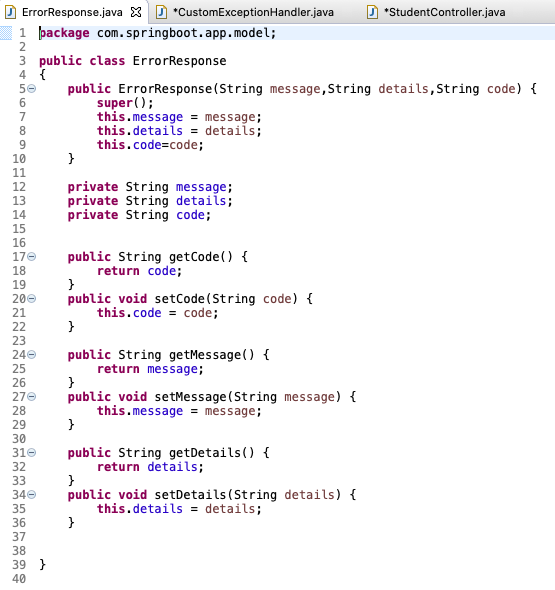 ErrorResponse.java
*CustomExceptionHandler.java
*StudentController.java
1 package com.springboot.app.model;
2
3 public class ErrorResponse
4 {
5     public ErrorResponse(String message,String details,String code) {
6         super();
7         this.message = message;
8         this.details = details;
9         this.code=code;
10     }
11
12     private String message;
13     private String details;
14     private String code;
15
16
17     public String getCode() {
18         return code;
19     }
20     public void setCode(String code) {
21         this.code = code;
22     }
23
24     public String getMessage() {
25         return message;
26     }
27     public void setMessage(String message) {
28         this.message = message;
29     }
30
31     public String getDetails() {
32         return details;
33     }
34     public void setDetails(String details) {
35         this.details = details;
36     }
37
38
39 }
40